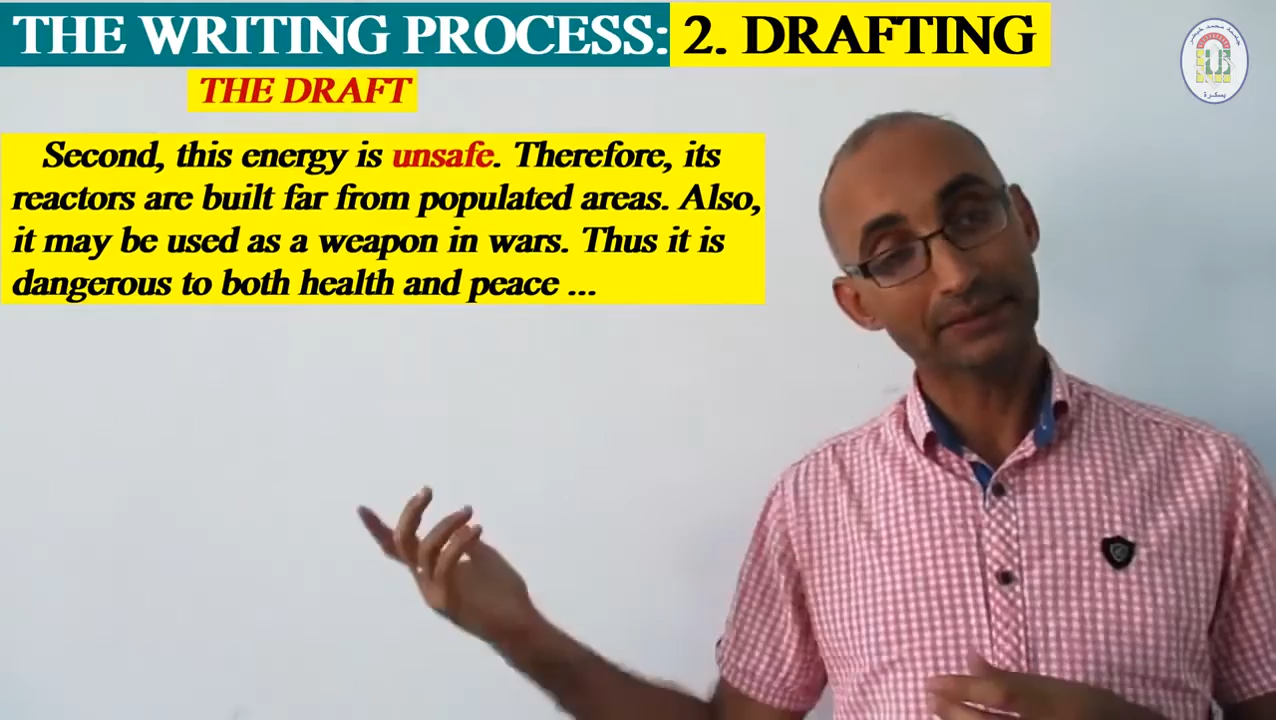 THE WRITING PROCESS: 2. DRAFTING
THE DRAFT
Second, this energy is unsafe. Therefore, its
reactors are built far from populated areas. Also,
it may be used as a weapon in wars. Thus it is
dangerous to both health and peace ...
بسكرة